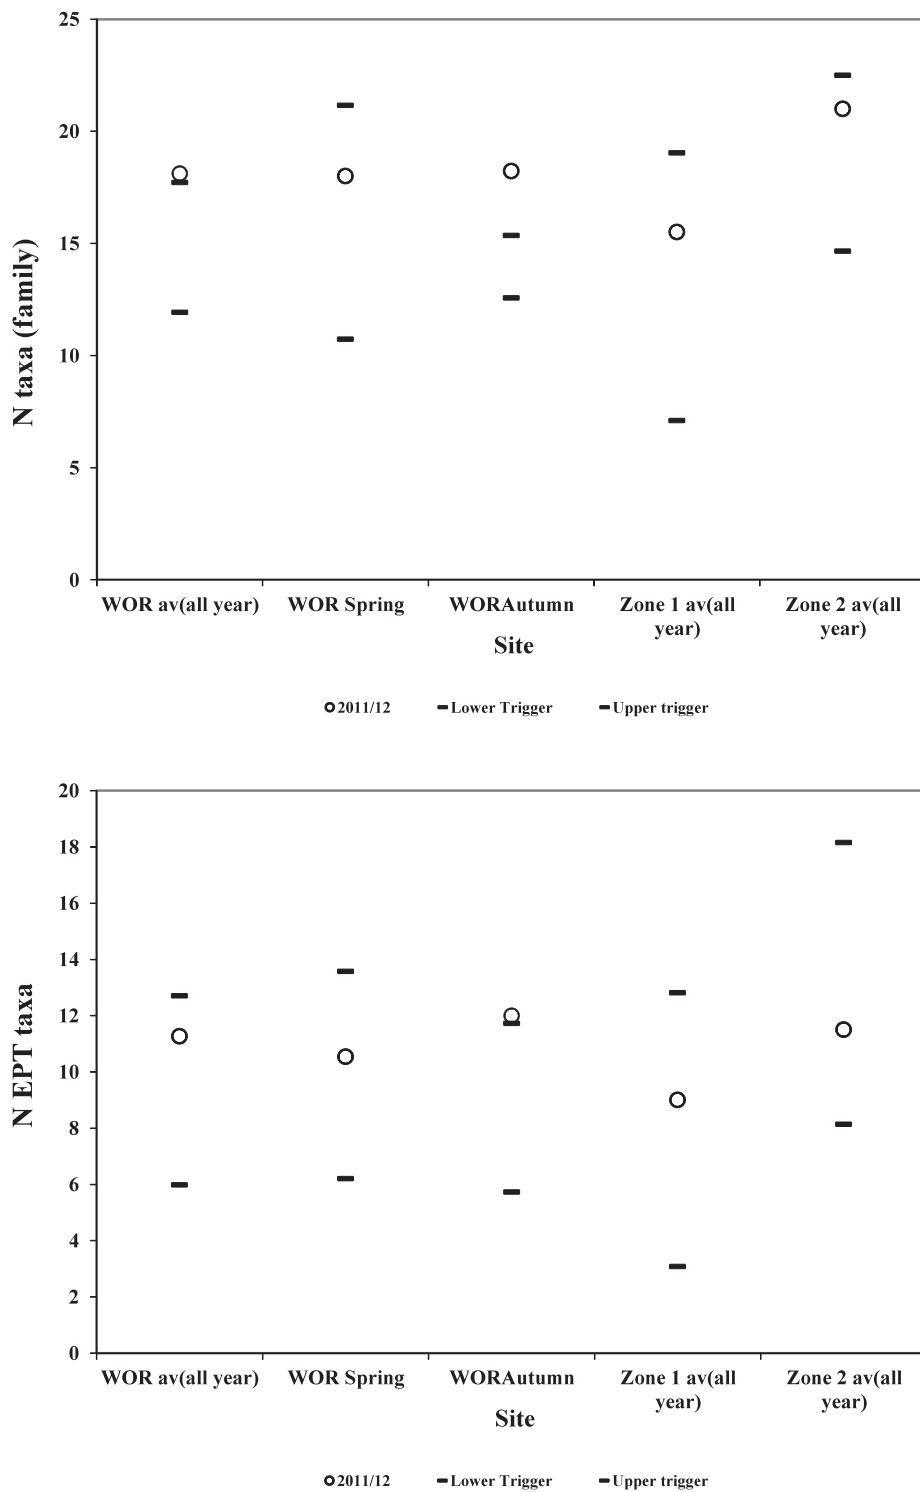 25
20
15
10
5
0
N taxa (family)
WOR av(all year)
WOR Spring
WORAutumn
Zone 1 av(all
year)
Zone 2 av(all
year)
Site
2011/12
Lower Trigger
Upper trigger
20
18
16
14
12
10
8
6
4
2
0
N EPT taxa
WOR av(all year)
WOR Spring
WORAutumn
Zone 1 av(all
year)
Zone 2 av(all
year)
Site
2011/12
Lower Trigger
Upper trigger